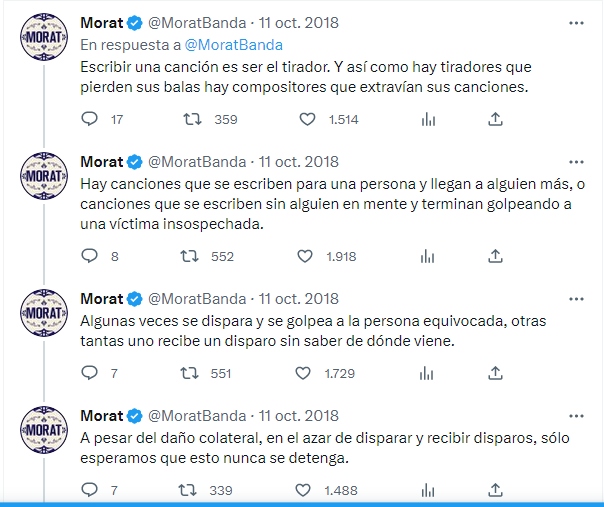 Morat @MoratBanda · 11 oct. 2018
En respuesta a @MoratBanda
Escribir una canción es ser el tirador. Y así como hay tiradores que
pierden sus balas hay compositores que extravían sus canciones.
17 359 1.514
Morat @MoratBanda · 11 oct. 2018
Hay canciones que se escriben para una persona y llegan a alguien más, o
canciones que se escriben sin alguien en mente y terminan golpeando a
una víctima insospechada.
8 552 1.918
Morat @MoratBanda · 11 oct. 2018
Algunas veces se dispara y se golpea a la persona equivocada, otras
tantas uno recibe un disparo sin saber de dónde viene.
7 551 1.729
Morat @MoratBanda · 11 oct. 2018
A pesar del daño colateral, en el azar de disparar y recibir disparos, sólo
esperamos que esto nunca se detenga.
7 339 1.488
MORAT
MORAT
MORAT
MORAT